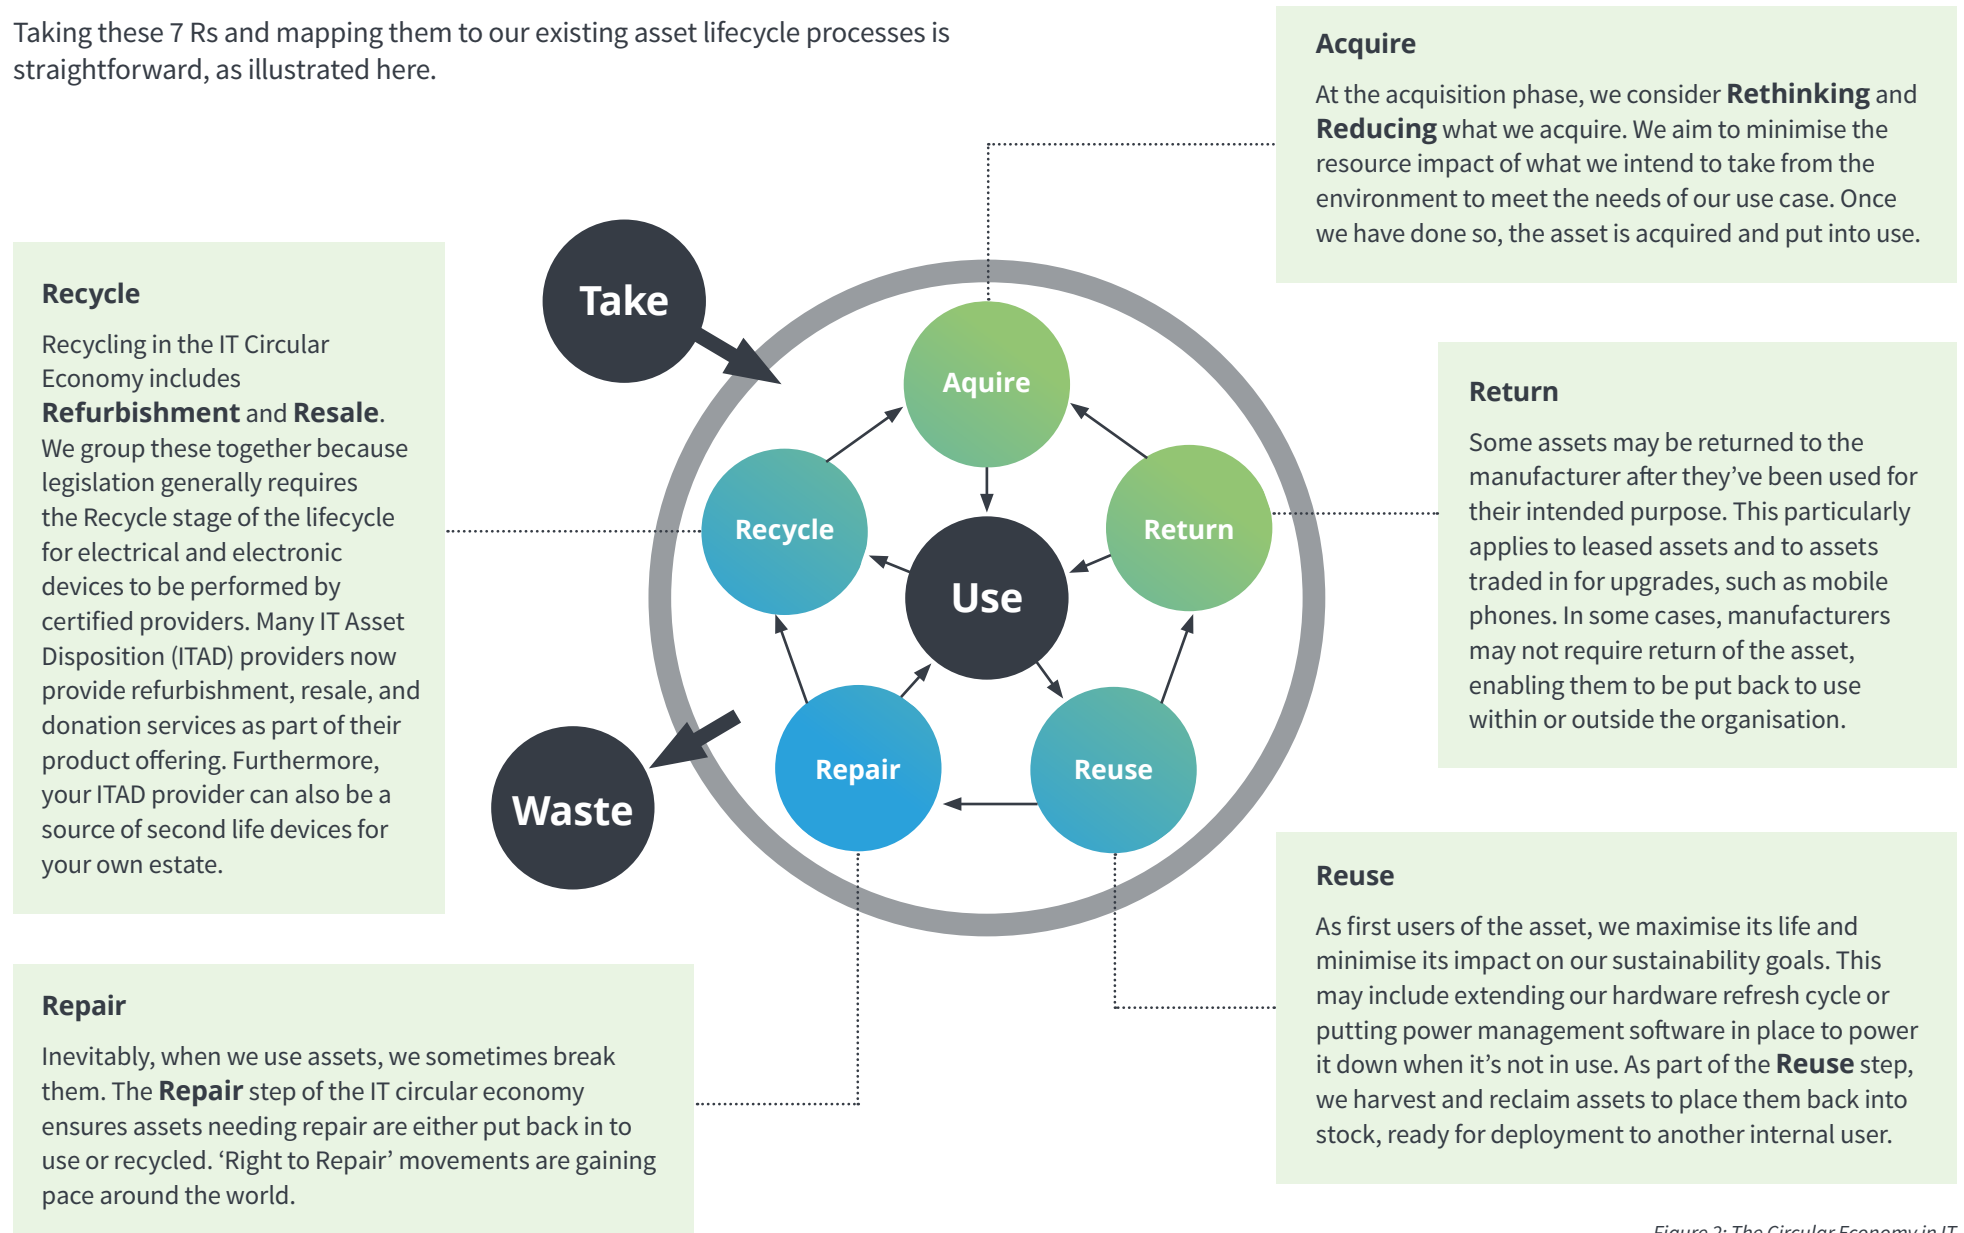 Taking these 7 Rs and mapping them to our existing asset lifecycle processes is
straightforward, as illustrated here.
Acquire
At the acquisition phase, we consider Rethinking and
Reducing what we acquire. We aim to minimise the
resource impact of what we intend to take from the
environment to meet the needs of our use case. Once
we have done so, the asset is acquired and put into use.
Recycle
Recycling in the IT Circular
Economy includes
Refurbishment and Resale.
We group these together because
legislation generally requires
the Recycle stage of the lifecycle
for electrical and electronic
devices to be performed by
certified providers. Many IT Asset
Disposition (ITAD) providers now
provide refurbishment, resale, and
donation services as part of their
product offering. Furthermore,
your ITAD provider can also be a
source of second life devices for
your own estate.
Take
Aquire
Recycle
Return
Use
Repair
Reuse
Waste
Return
Some assets may be returned to the
manufacturer after they’ve been used for
their intended purpose. This particularly
applies to leased assets and to assets
traded in for upgrades, such as mobile
phones. In some cases, manufacturers
may not require return of the asset,
enabling them to be put back to use
within or outside the organisation.
Repair
Inevitably, when we use assets, we sometimes break
them. The Repair step of the IT circular economy
ensures assets needing repair are either put back in to
use or recycled. ‘Right to Repair’ movements are gaining
pace around the world.
Reuse
As first users of the asset, we maximise its life and
minimise its impact on our sustainability goals. This
may include extending our hardware refresh cycle or
putting power management software in place to power
it down when it’s not in use. As part of the Reuse step,
we harvest and reclaim assets to place them back into
stock, ready for deployment to another internal user.
Figure 2: The Circular Economy in IT